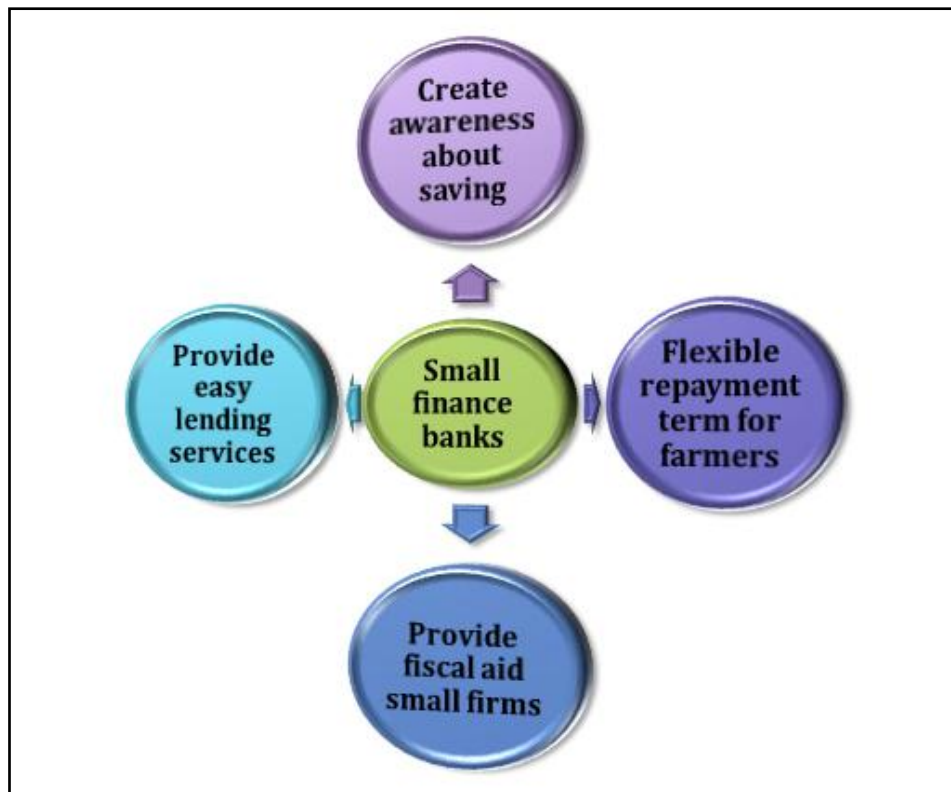 Create
awareness
about
saving
Provide
easy
lending
services
Small
finance
banks
Flexible
repayment
term for
farmers
Provide
fiscal aid
small firms